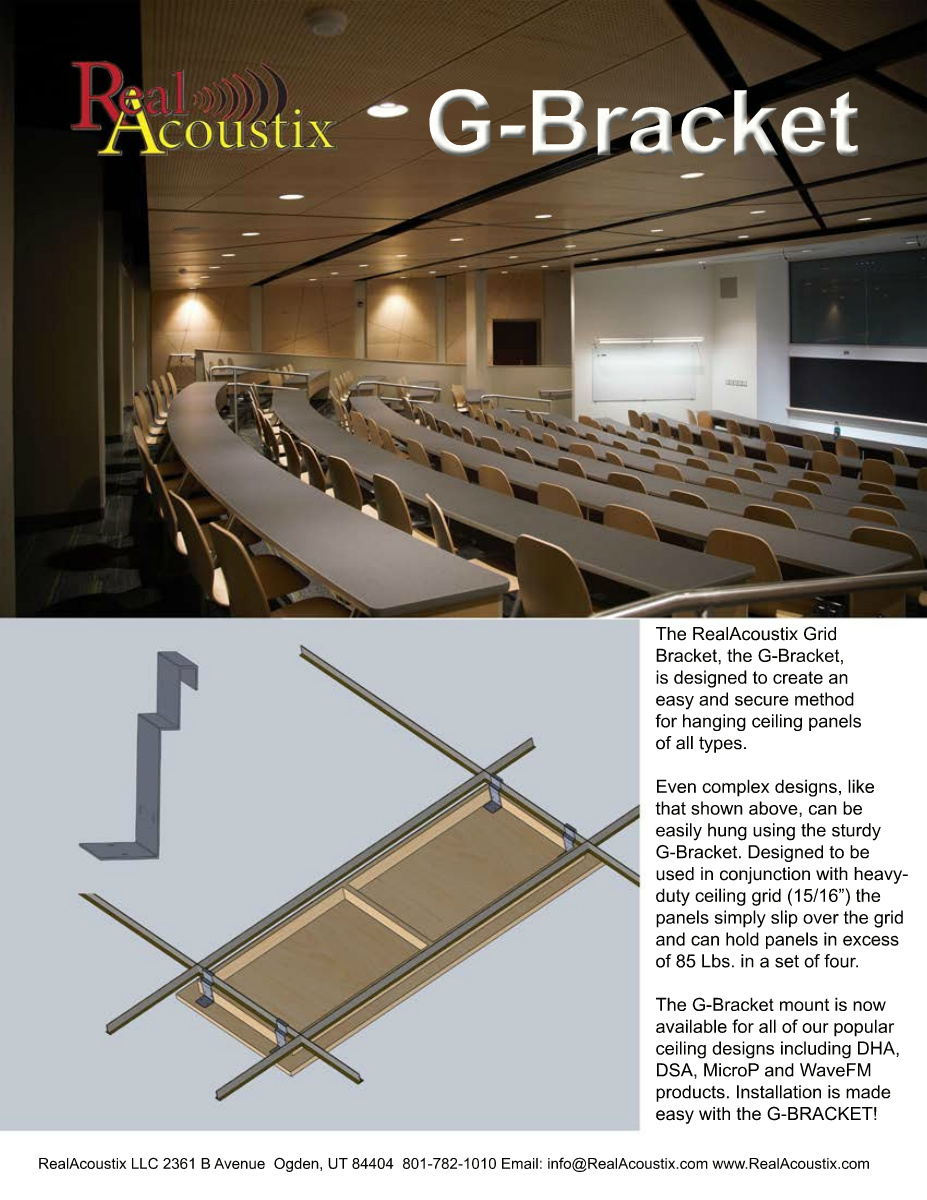 Real
Acoustix
G-Bracket
The RealAcoustix Grid
Bracket, the G-Bracket,
is designed to create an
easy and secure method
for hanging ceiling panels
of all types.
Even complex designs, like
that shown above, can be
easily hung using the sturdy
G-Bracket. Designed to be
used in conjunction with heavy-
duty ceiling grid (15/16”) the
panels simply slip over the grid
and can hold panels in excess
of 85 Lbs. in a set of four.
The G-Bracket mount is now
available for all of our popular
ceiling designs including DHA,
DSA, MicroP and WaveFM
products. Installation is made
easy with the G-BRACKET!
RealAcoustix LLC 2361 B Avenue Ogden, UT 84404 801-782-1010 Email: info@RealAcoustix.com www.RealAcoustix.com